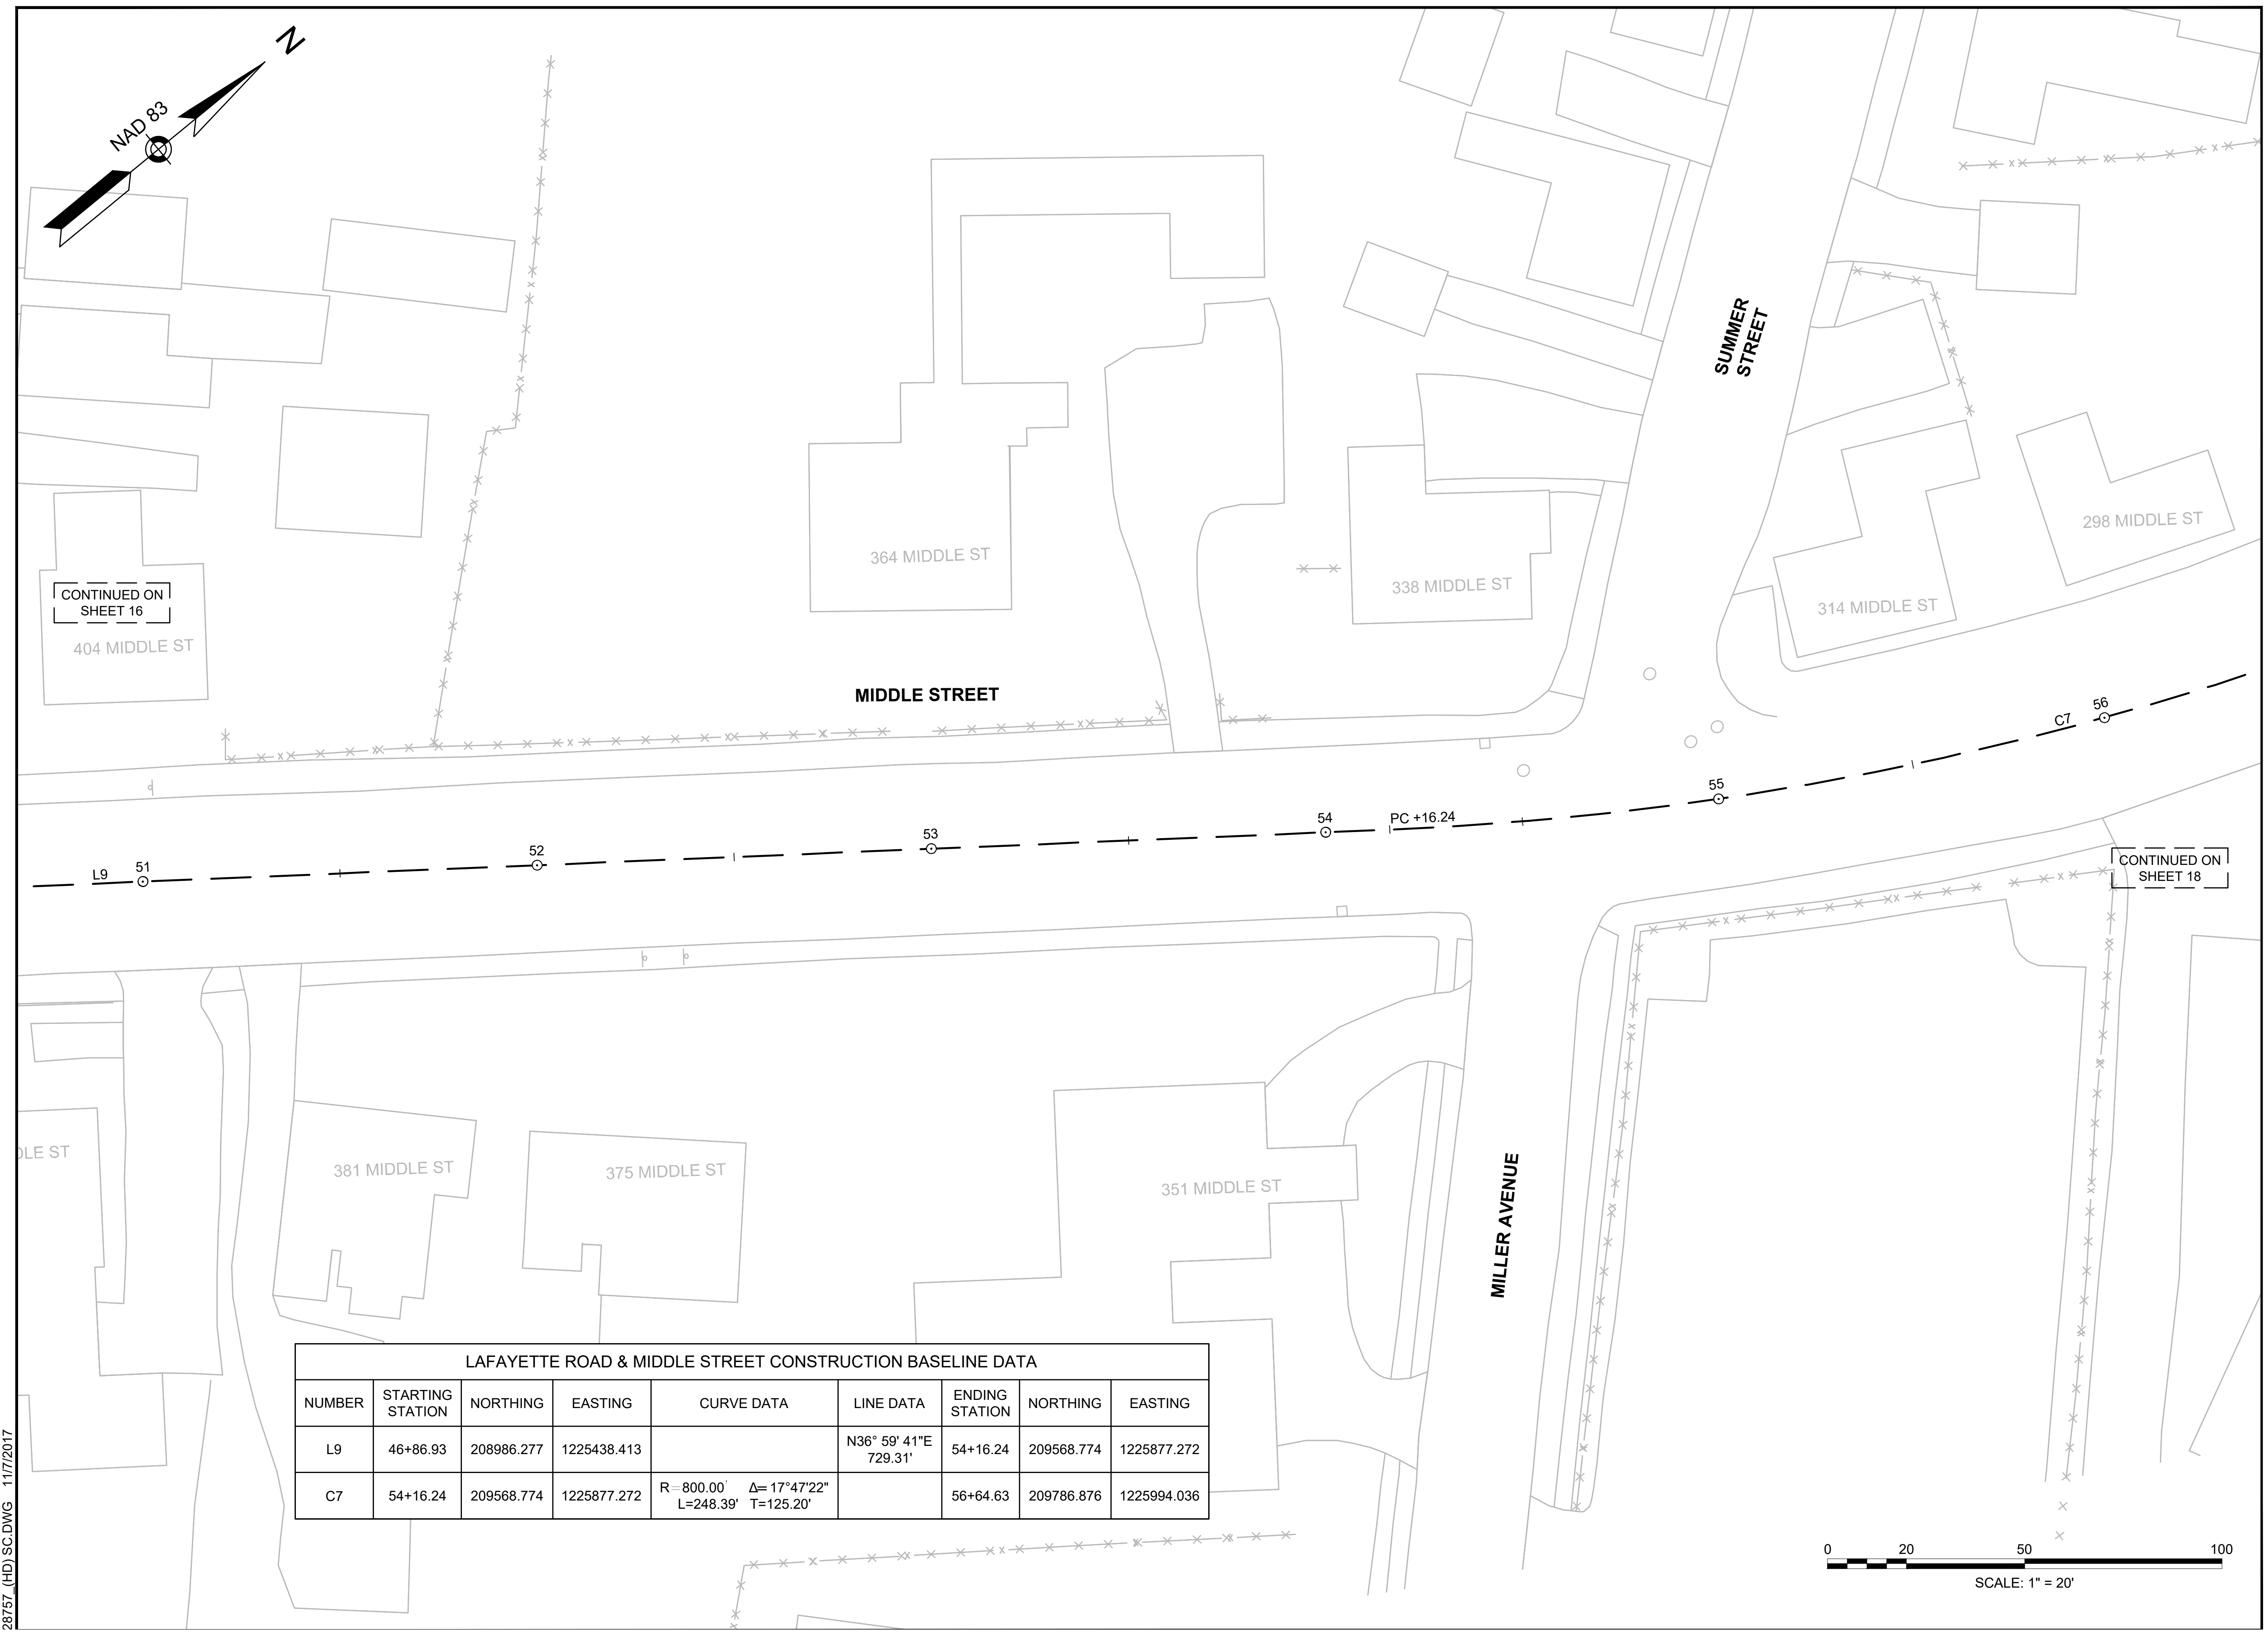 N
NAD 83
SUMMER
STREET
364 MIDDLE ST
298 MIDDLE ST
338 MIDDLE ST
CONTINUED ON
SHEET 16
314 MIDDLE ST
404 MIDDLE ST
MIDDLE STREET
L9
51
52
53
54
PC +16.24
55
C7
56
CONTINUED ON
SHEET 18
DLE ST
381 MIDDLE ST
375 MIDDLE ST
351 MIDDLE ST
MILLER AVENUE
LAFAYETTE ROAD & MIDDLE STREET CONSTRUCTION BASELINE DATA
NUMBER STARTING STATION NORTHING EASTING CURVE DATA LINE DATA ENDING STATION NORTHING EASTING
L9 46+86.93 208986.277 1225438.413 N36° 59' 41"E 729.31' 54+16.24 209568.774 1225877.272
C7 54+16.24 209568.774 1225877.272 R=800.00' Δ=17°47'22" L=248.39' T=125.20' 56+64.63 209786.876 1225994.036
0 20 50 100
SCALE: 1" = 20'
28757_(HD) SC.DWG 11/7/2017